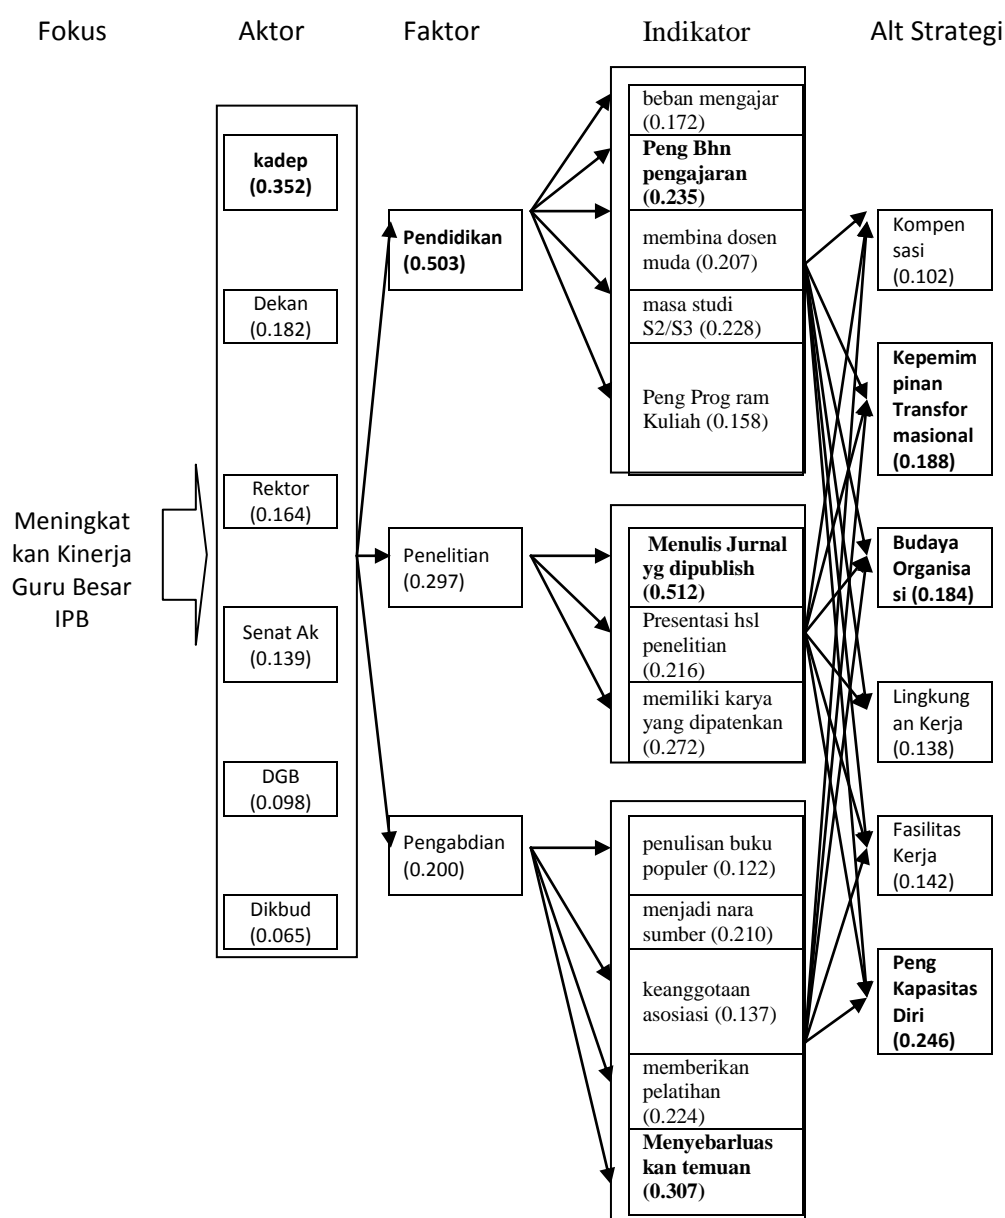 Fokus
Aktor
Faktor
Indikator
Alt Strategi
Meningkat
kan Kinerja
Guru Besar
IPB
kadep
(0.352)
Dekan
(0.182)
Rektor
(0.164)
Senat Ak
(0.139)
DGB
(0.098)
Dikbud
(0.065)
Pendidikan
(0.503)
Penelitian
(0.297)
Pengabdian
(0.200)
beban mengajar
(0.172)
Peng Bhn
pengajaran
(0.235)
membina dosen
muda (0.207)
masa studi
S2/S3 (0.228)
Peng Prog ram
Kuliah (0.158)
Menulis Jurnal
yg dipublish
(0.512)
Presentasi hsl
penelitian
(0.216)
memiliki karya
yang dipatenkan
(0.272)
penulisan buku
populer (0.122)
menjadi nara
sumber (0.210)
keanggotaan
asosiasi (0.137)
memberikan
pelatihan
(0.224)
Menyebarluas
kan temuan
(0.307)
Kompen
sasi
(0.102)
Kepemim
pinan
Transfor
masional
(0.188)
Budaya
Organisa
si (0.184)
Lingkung
an Kerja
(0.138)
Fasilitas
Kerja
(0.142)
Peng
Kapasitas
Diri
(0.246)